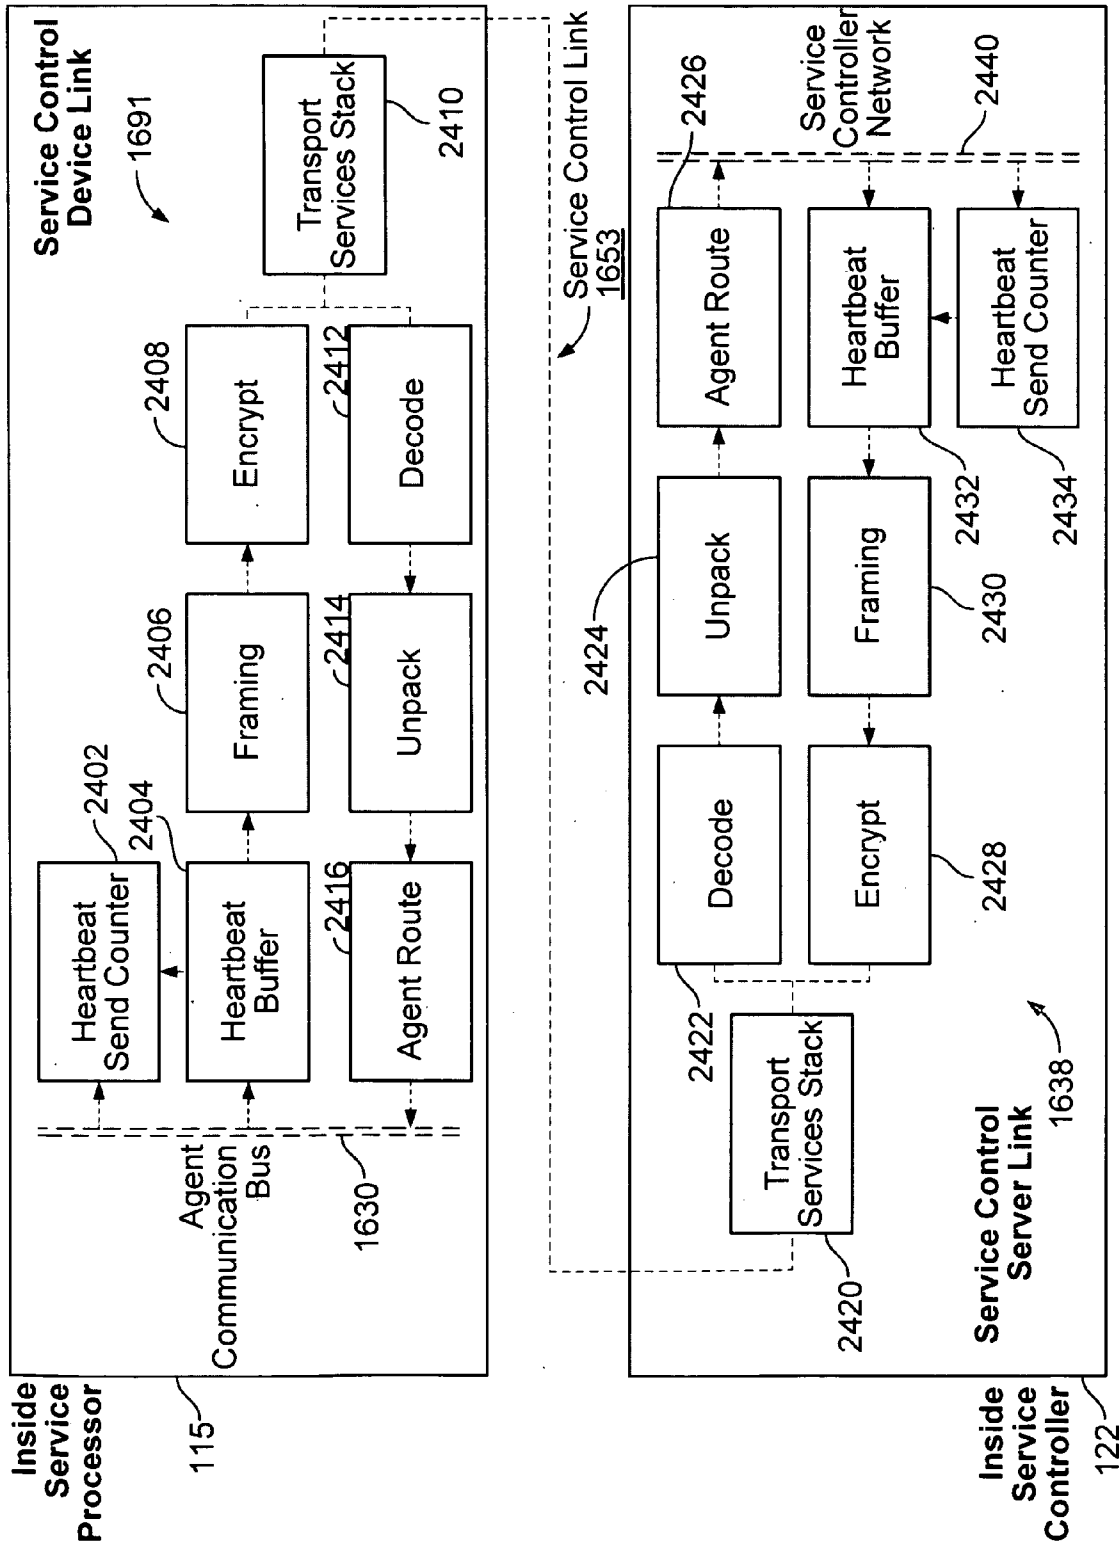 Inside
Service
Processor
115
Service Control
Device Link
1691
Agent
Communication
Bus
1630
Heartbeat
Send Counter
2402
Heartbeat
Buffer
2404
Framing
2406
Encrypt
2408
Transport
Services Stack
2410
Decode
2412
Unpack
2414
Agent Route
2416
Service Control Link
1653
Inside
Service
Controller
122
Service Control
Server Link
1638
Transport
Services Stack
2420
Decode
2422
Unpack
2424
Agent Route
2426
Encrypt
2428
Framing
2430
Heartbeat
Buffer
2432
Heartbeat
Send Counter
2434
Service
Controller
Network
2440